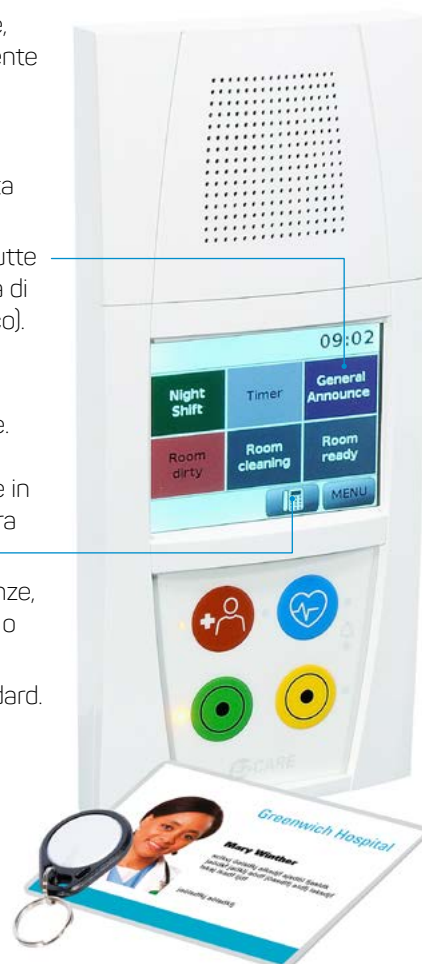 e,
ente
ta
utte
a di
o).
e.
e in
ra
nze,
o
dard.
09:02
Night
Shift
Timer
General
Announce
Room
dirty
Room
cleaning
Room
ready
MENU
CARE
Greenwich Hospital
Mary Winther